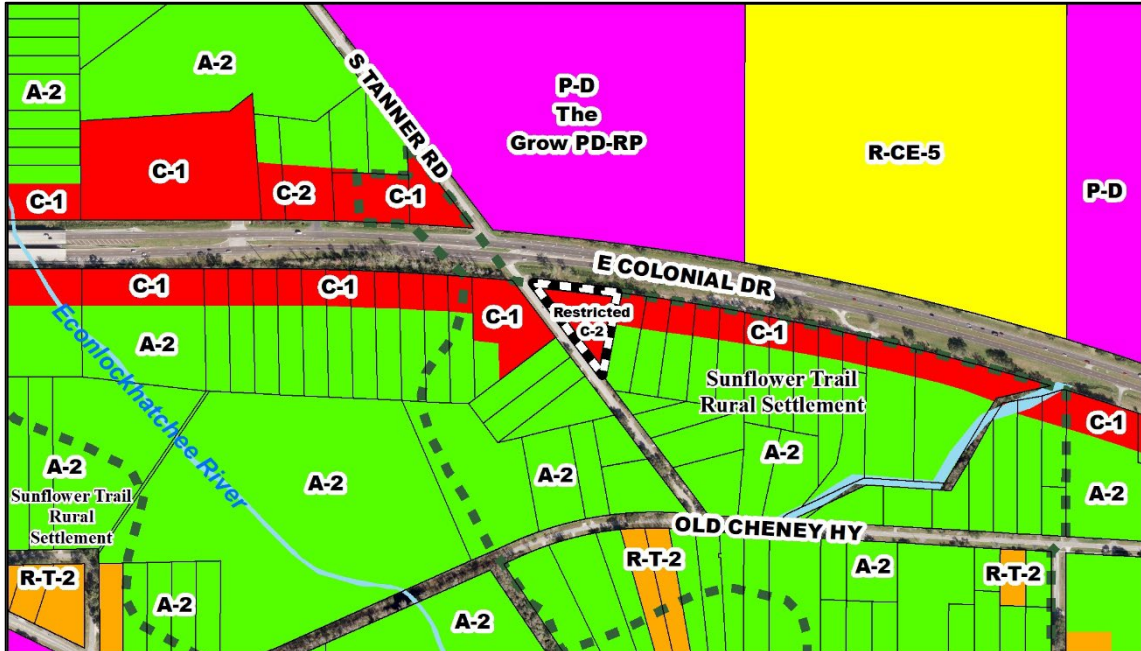 A-2
S TANNER RD
A-2
P-D
The
Grow PD-RP
R-CE-5
P-D
C-1
C-1
C-2
C-1
E COLONIAL DR
C-1
C-1
C-1
Restricted
C-2
C-1
C-1
Econlockhatchee River
A-2
Sunflower Trail
Rural Settlement
A-2
Sunflower Trail
Rural
Settlement
A-2
A-2
A-2
A-2
OLD CHENEY HY
R-T-2
A-2
A-2
R-T-2
A-2
R-T-2